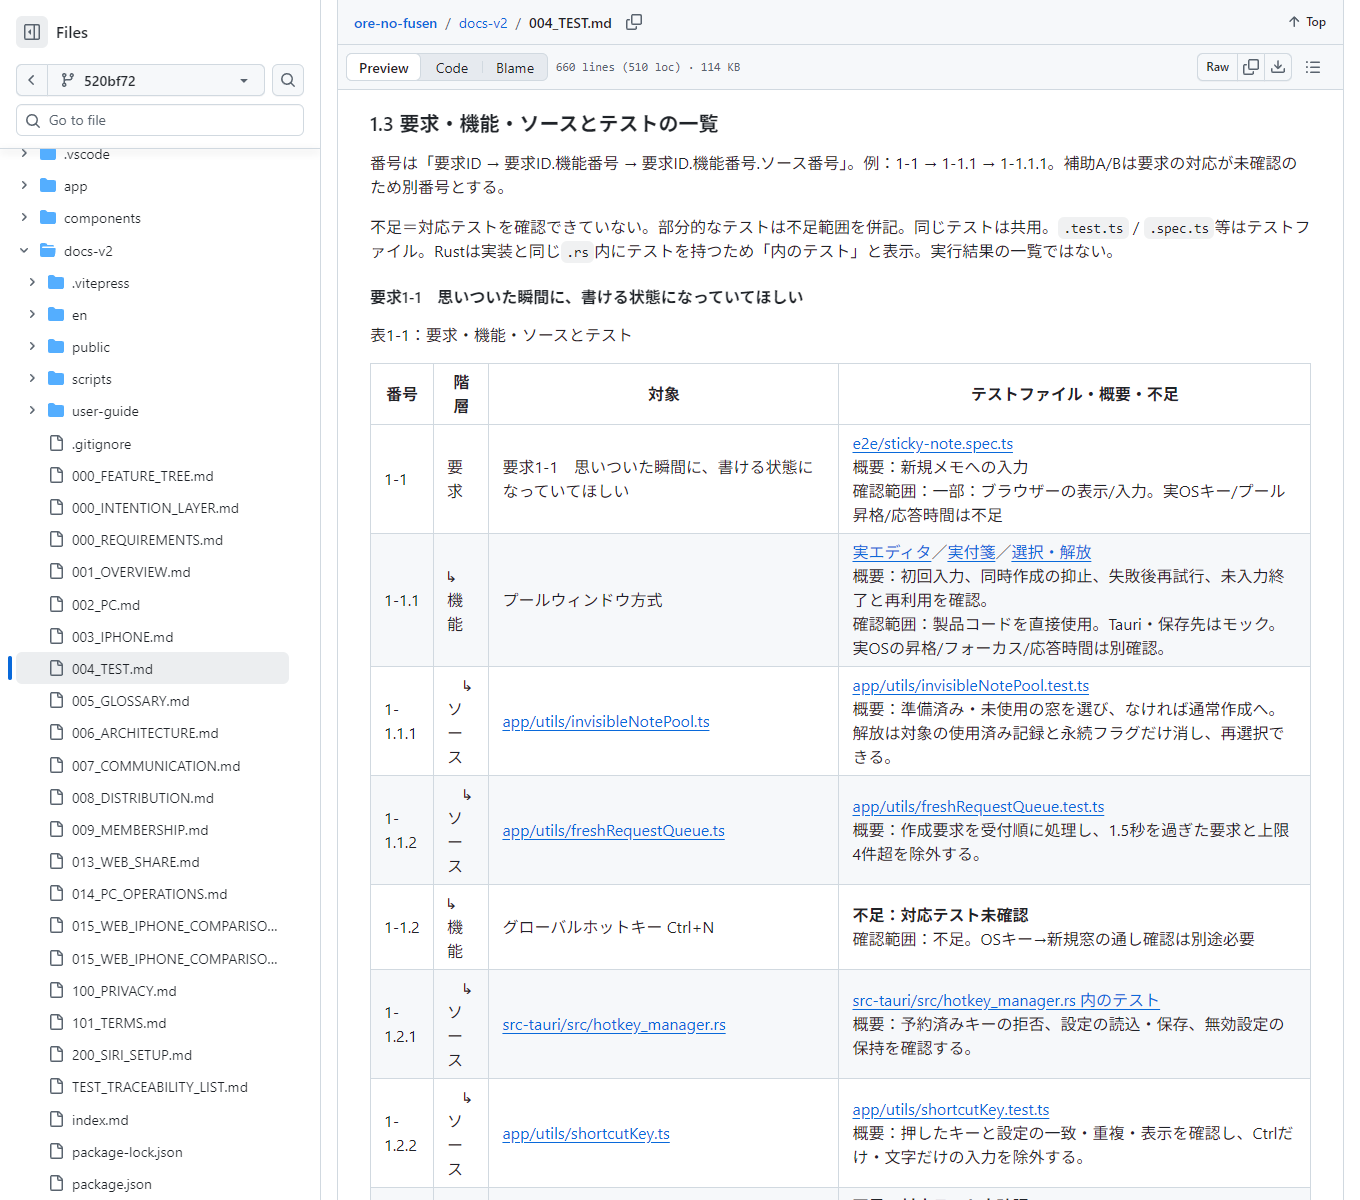 Files
520bf72
Go to file
.vscode
app
components
docs-v2
.vitepress
en
public
scripts
user-guide
.gitignore
000_FEATURE_TREE.md
000_INTENTION_LAYER.md
000_REQUIREMENTS.md
001_OVERVIEW.md
002_PC.md
003_IPHONE.md
004_TEST.md
005_GLOSSARY.md
006_ARCHITECTURE.md
007_COMMUNICATION.md
008_DISTRIBUTION.md
009_MEMBERSHIP.md
013_WEB_SHARE.md
014_PC_OPERATIONS.md
015_WEB_IPHONE_COMPARISO...
015_WEB_IPHONE_COMPARISO...
100_PRIVACY.md
101_TERMS.md
200_SIRI_SETUP.md
TEST_TRACEABILITY_LIST.md
index.md
package-lock.json
package.json
ore-no-fusen / docs-v2 / 004_TEST.md
Top
Preview Code Blame 660 lines (510 loc) · 114 KB
Raw
1.3 要求・機能・ソースとテストの一覧
番号は「要求ID → 要求ID.機能番号 → 要求ID.機能番号.ソース番号」。例：1-1 → 1-1.1 → 1-1.1.1。補助A/Bは要求の対応が未確認の
ため別番号とする。
不足＝対応テストを確認できていない。部分的なテストは不足範囲を併記。同じテストは共用。 .test.ts / .spec.ts 等はテストフ
ァイル。Rustは実装と同じ .rs 内にテストを持つため「内のテスト」と表示。実行結果の一覧ではない。
要求1-1　思いついた瞬間に、書ける状態になっていてほしい
表1-1：要求・機能・ソースとテスト
番号
階
層
対象
テストファイル・概要・不足
1-1
要
求
要求1-1　思いついた瞬間に、書ける状態に
なっていてほしい
e2e/sticky-note.spec.ts
概要：新規メモへの入力
確認範囲：一部：ブラウザーの表示/入力。実OSキー/プール
昇格/応答時間は不足
1-1.1
↳
機
能
プールウィンドウ方式
実エディタ／実付箋／選択・解放
概要：初回入力、同時作成の抑止、失敗後再試行、未入力終
了と再利用を確認。
確認範囲：製品コードを直接使用。Tauri・保存先はモック。
実OSの昇格/フォーカス/応答時間は別確認。
1-
1.1.1
↳
ソ
ー
ス
app/utils/invisibleNotePool.ts
app/utils/invisibleNotePool.test.ts
概要：準備済み・未使用の窓を選び、なければ通常作成へ。
解放は対象の使用済み記録と永続フラグだけ消し、再選択で
きる。
1-
1.1.2
↳
ソ
ー
ス
app/utils/freshRequestQueue.ts
app/utils/freshRequestQueue.test.ts
概要：作成要求を受付順に処理し、1.5秒を過ぎた要求と上限
4件超を除外する。
1-1.2
↳
機
能
グローバルホットキー Ctrl+N
不足：対応テスト未確認
確認範囲：不足。OSキー→新規窓の通し確認は別途必要
1-
1.2.1
↳
ソ
ー
ス
src-tauri/src/hotkey_manager.rs
src-tauri/src/hotkey_manager.rs 内のテスト
概要：予約済みキーの拒否、設定の読込・保存、無効設定の
保持を確認する。
1-
1.2.2
↳
ソ
ー
ス
app/utils/shortcutKey.ts
app/utils/shortcutKey.test.ts
概要：押したキーと設定の一致・重複・表示を確認し、Ctrlだ
け・文字だけの入力を除外する。